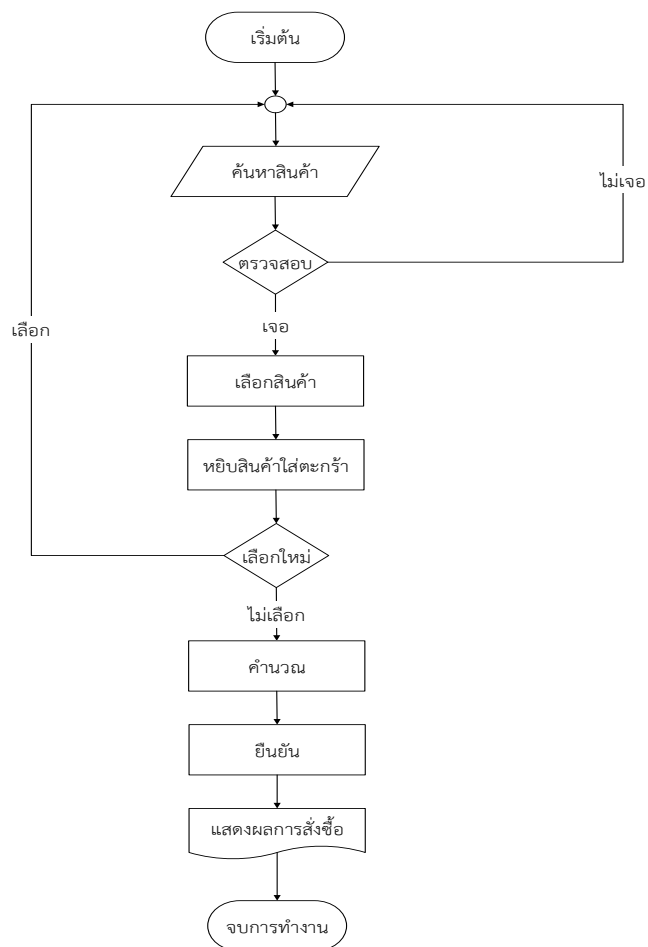 เริ่มต้น
ค้นหาสินค้า
ไม่เจอ
ตรวจสอบ
เจอ
เลือก
เลือกสินค้า
หยิบสินค้าใส่ตะกร้า
เลือกใหม่
ไม่เลือก
คำนวณ
ยืนยัน
แสดงผลการสั่งซื้อ
จบการทำงาน